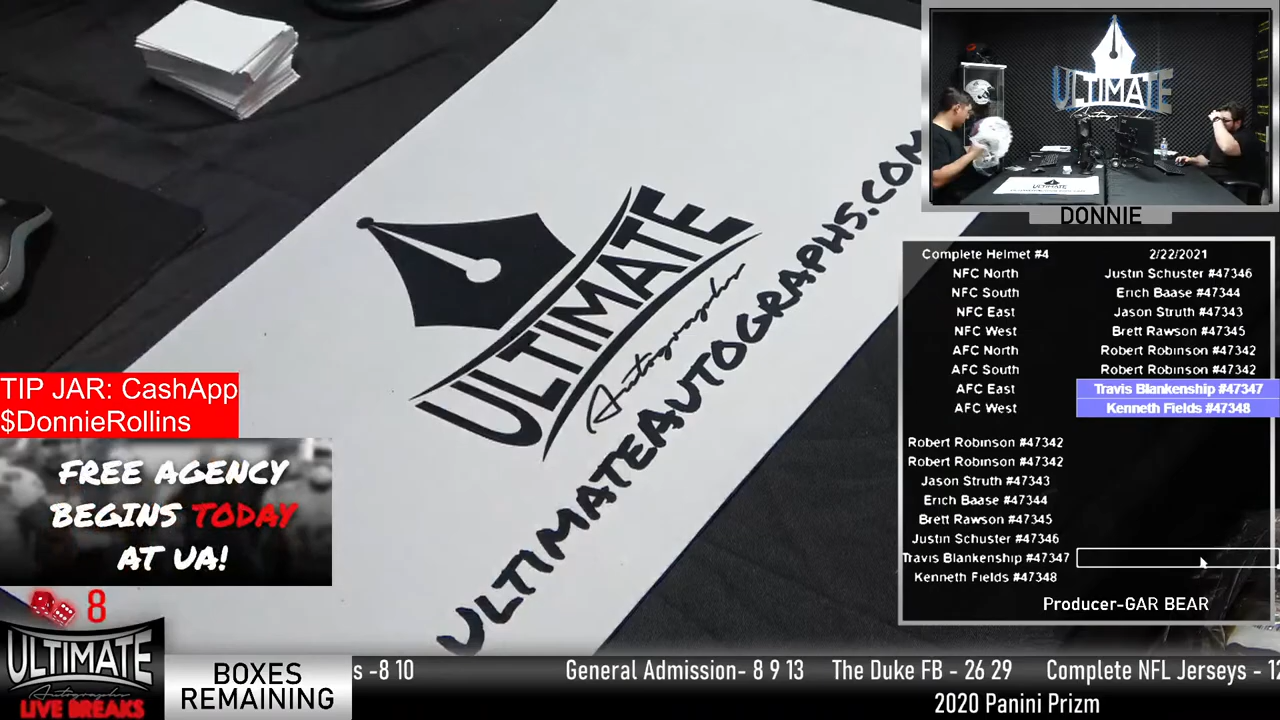 ULTIMATE
Autographs
ULTIMATEAUTOGRAPHS.COM
ULTIMATE
Autographs
ULTIMATE
DONNIE
Complete Helmet #4 2/22/2021
NFC North Justin Schuster #47346
NFC South Erich Baase #47344
NFC East Jason Struth #47343
NFC West Brett Rawson #47345
AFC North Robert Robinson #47342
AFC South Robert Robinson #47342
AFC East Travis Blankenship #47347
AFC West Kenneth Fields #47348
Robert Robinson #47342
Robert Robinson #47342
Jason Struth #47343
Erich Baase #47344
Brett Rawson #47345
Justin Schuster #47346
Travis Blankenship #47347
Kenneth Fields #47348
Producer-GAR BEAR
TIP JAR: CashApp
$DonnieRollins
FREE AGENCY
BEGINS TODAY
AT UA!
8
ULTIMATE
Autographs
LIVE BREAKS
BOXES
REMAINING
s -8 10 General Admission- 8 9 13 The Duke FB - 26 29 Complete NFL Jerseys - 12
2020 Panini Prizm